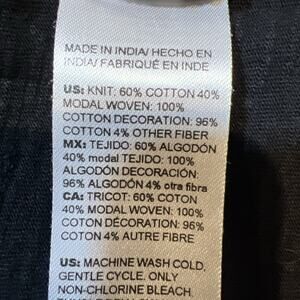 MADE IN INDIA/ HECHO EN
INDIA/ FABRIQUÉ EN INDE
US: KNIT: 60% COTTON 40%
MODAL WOVEN: 100%
COTTON DECORATION: 96%
COTTON 4% OTHER FIBER
MX: TEJIDO: 60% ALGODÓN
40% modal TEJIDO: 100%
ALGODÓN DECORACIÓN:
96% ALGODÓN 4% otra fibra
CA: TRICOT: 60% COTON
40% MODAL WOVEN: 100%
COTON DÉCORATION: 96%
COTON 4% AUTRE FIBRE
US: MACHINE WASH COLD,
GENTLE CYCLE. ONLY
NON-CHLORINE BLEACH,